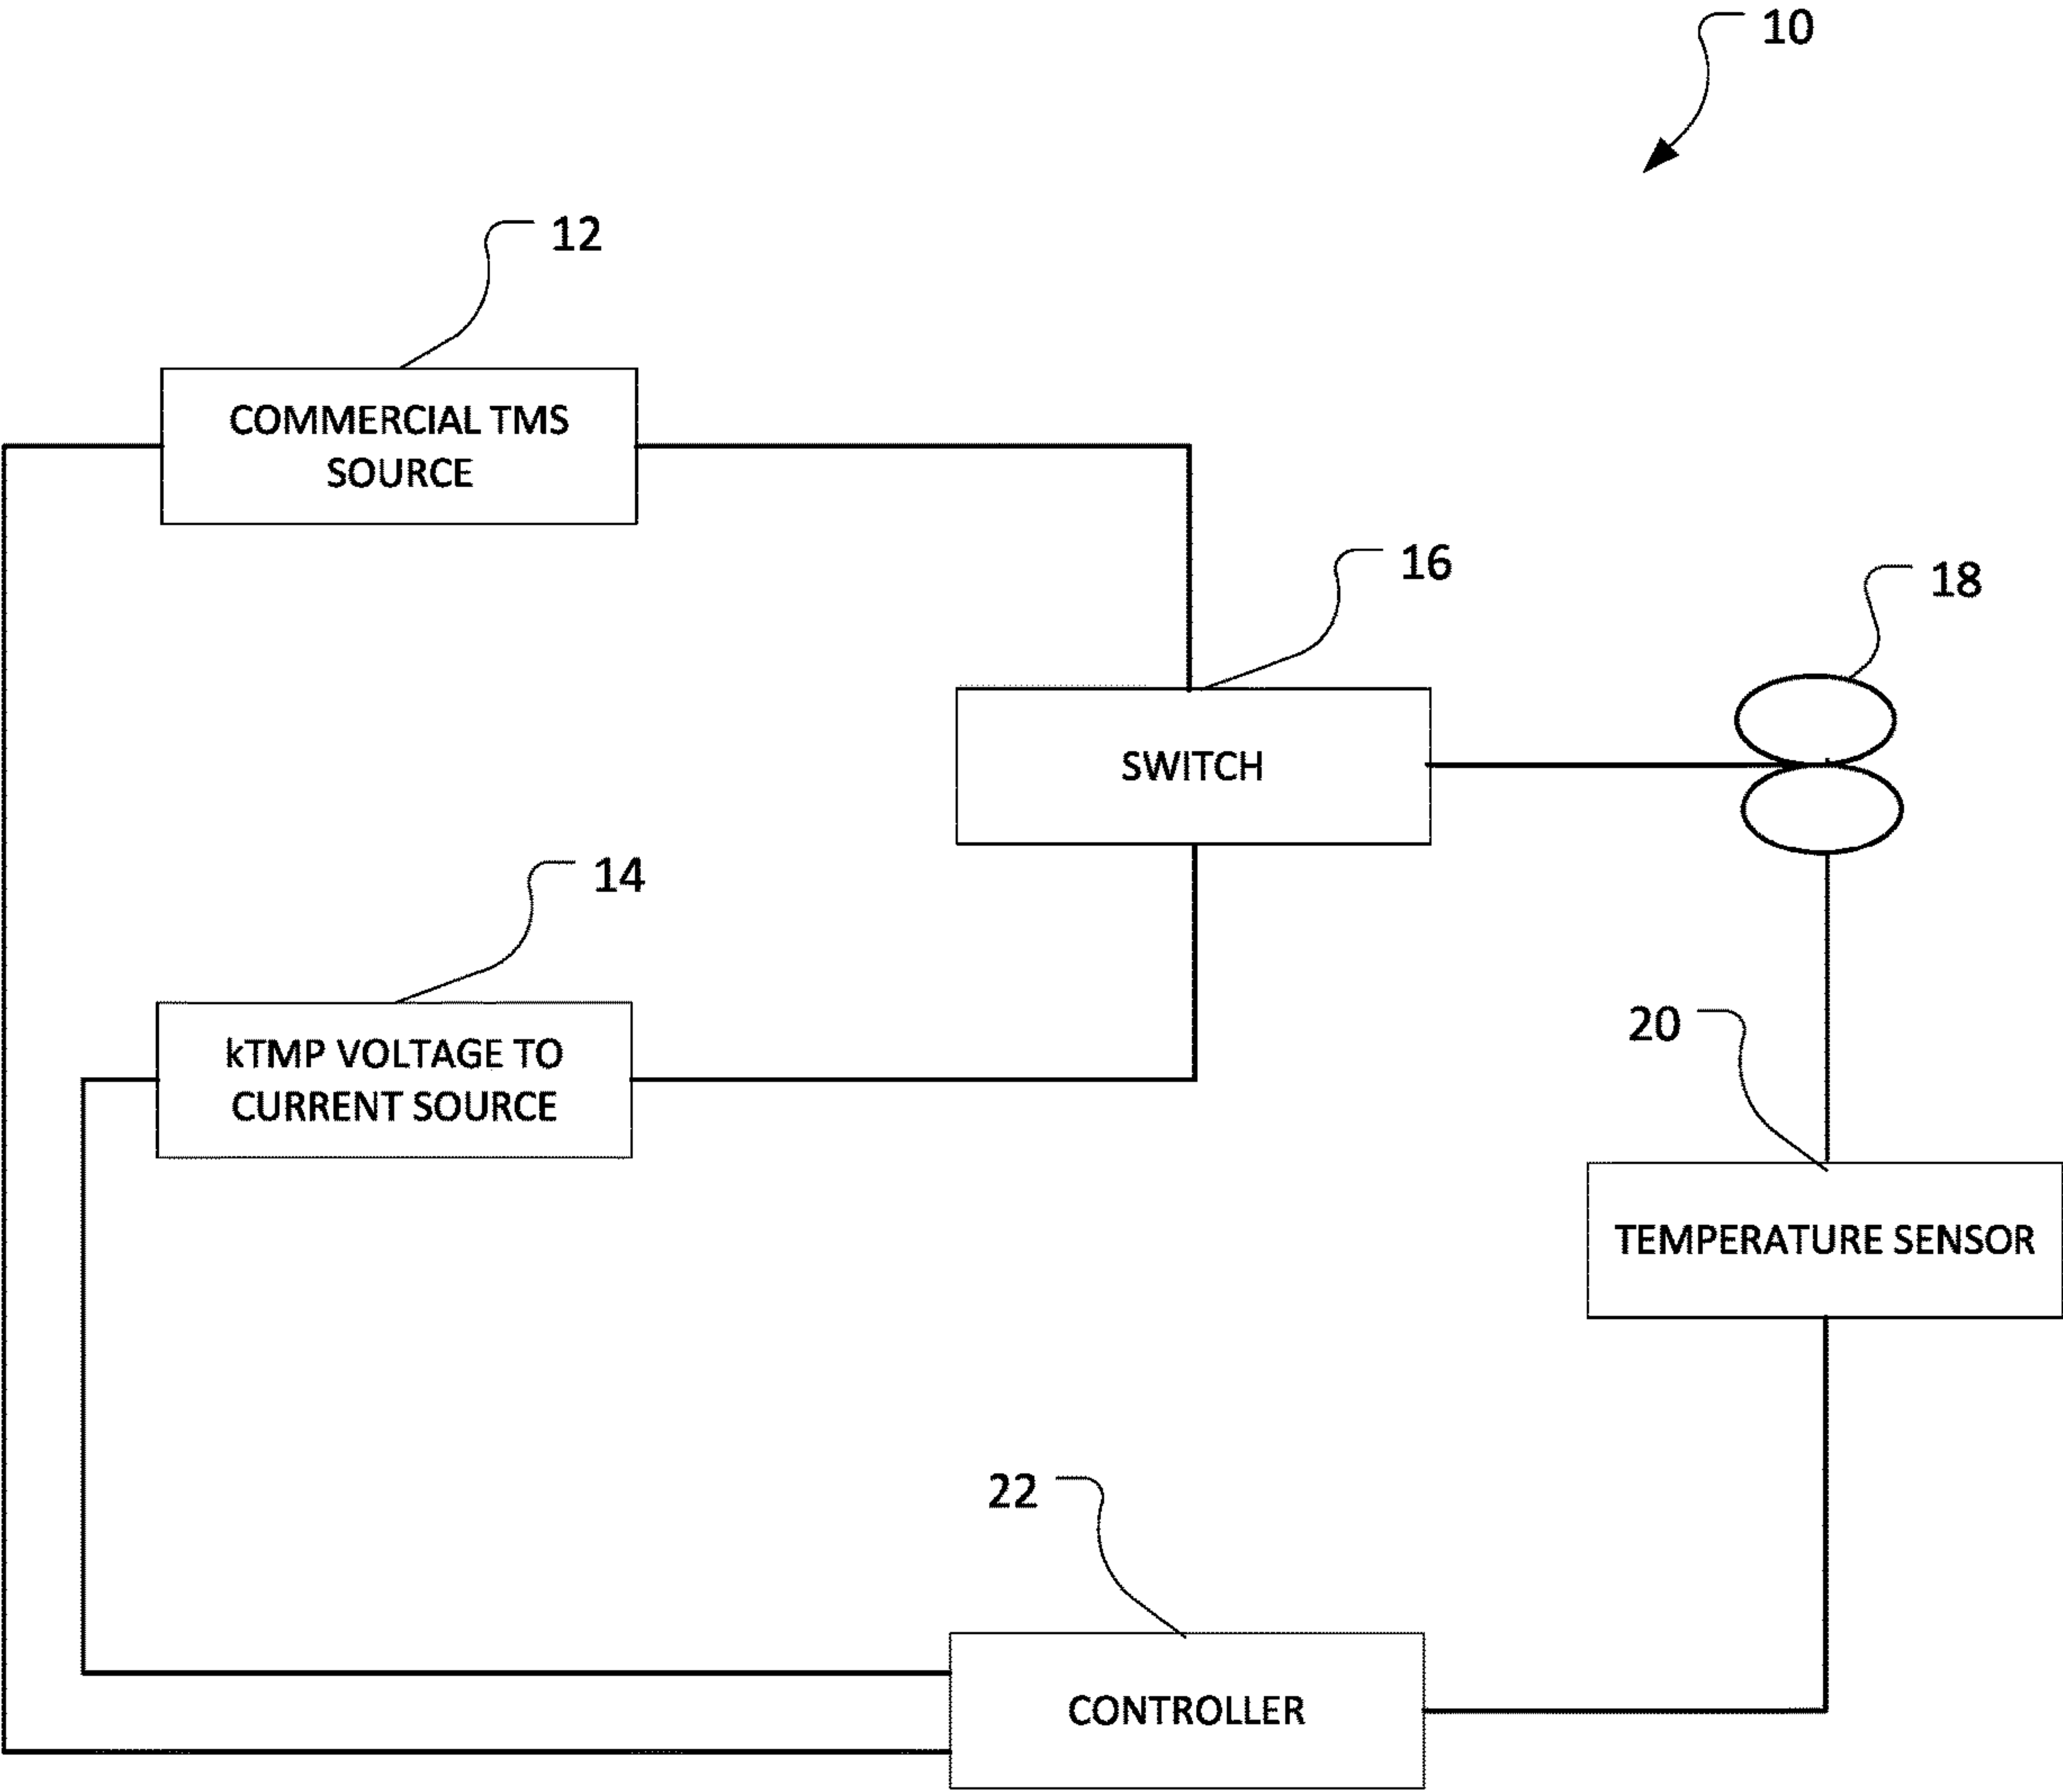 10
12
COMMERCIAL TMS
SOURCE
16
18
SWITCH
14
kTMP VOLTAGE TO
CURRENT SOURCE
20
TEMPERATURE SENSOR
22
CONTROLLER